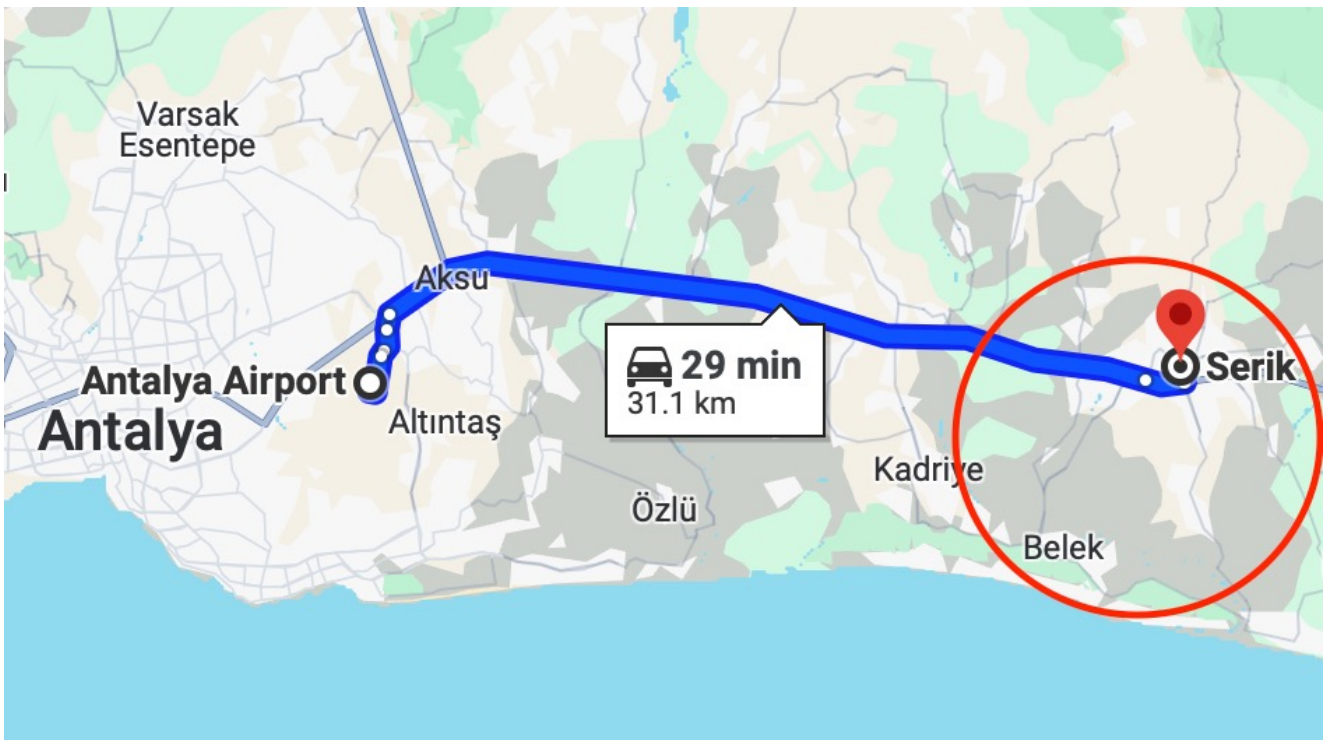 Varsak
Esentepe
Aksu
29 min
31.1 km
Serik
Antalya Airport
Altıntaş
Antalya
Kadriye
Özlü
Belek